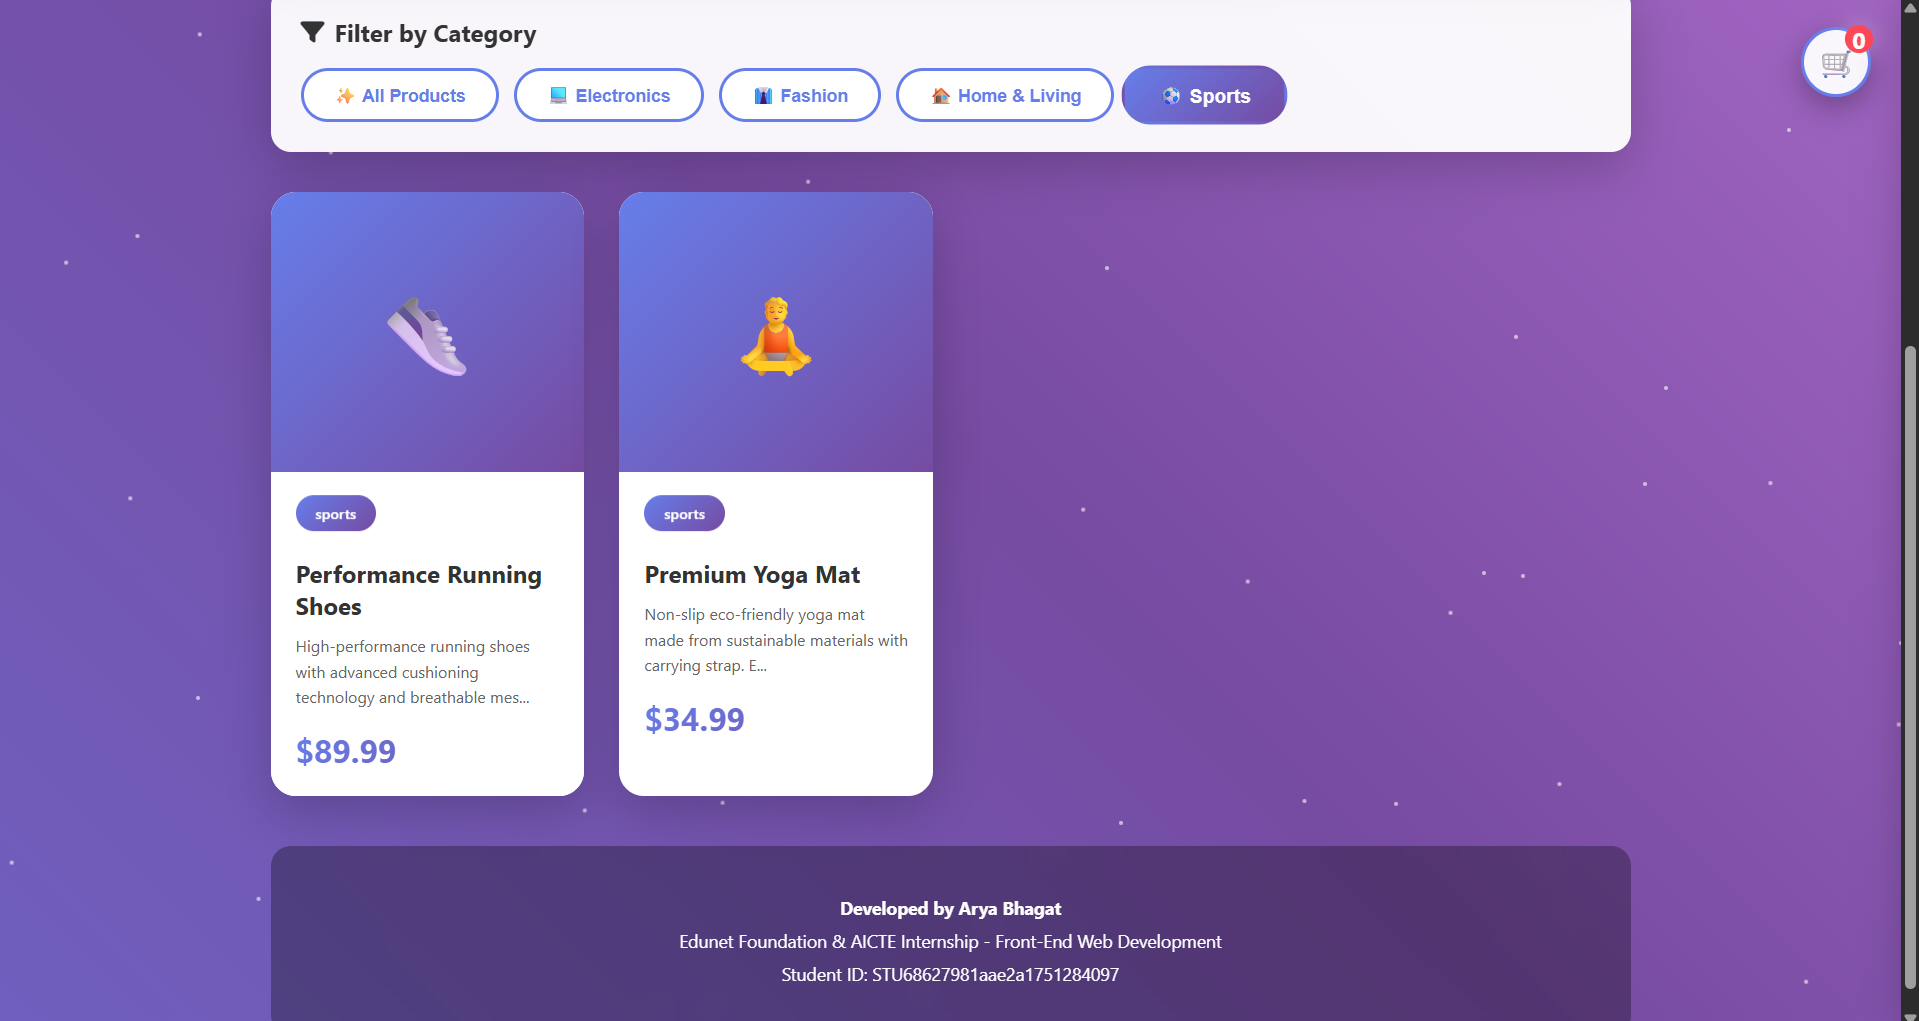 Filter by Category
All Products
Electronics
Fashion
Home & Living
Sports
0
sports
Performance Running
Shoes
High-performance running shoes
with advanced cushioning
technology and breathable mes...
$89.99
sports
Premium Yoga Mat
Non-slip eco-friendly yoga mat
made from sustainable materials with
carrying strap. E...
$34.99
Developed by Arya Bhagat
Edunet Foundation & AICTE Internship - Front-End Web Development
Student ID: STU68627981aae2a1751284097